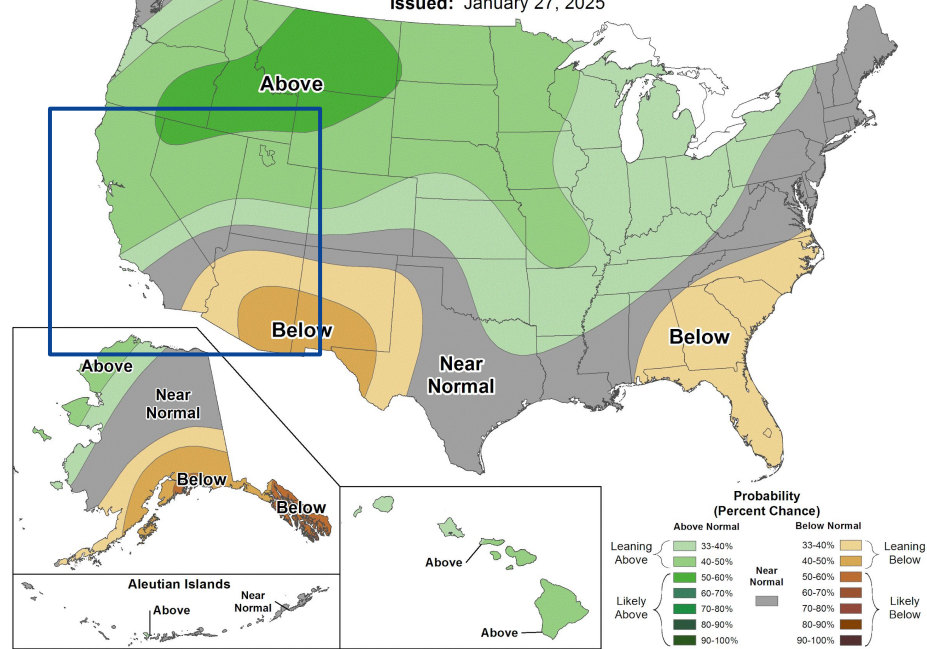 Issued: January 27, 2025
Above
Below
Below
Near
Normal
Above
Near
Normal
Below
Below
Aleutian Islands
Above
Near
Normal
Above
Above
Probability
(Percent Chance)
Above Normal
Below Normal
Leaning
Above
33-40%
40-50%
Likely
Above
50-60%
60-70%
70-80%
80-90%
90-100%
Near
Normal
33-40%
40-50%
Leaning
Below
50-60%
60-70%
70-80%
80-90%
90-100%
Likely
Below